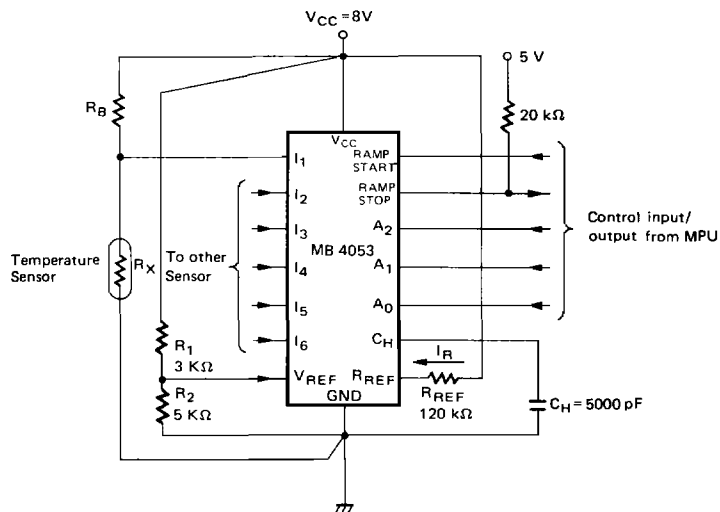 V_CC = 8V
5 V
R_B
20 kΩ
V_CC
I_1
RAMP
START
I_2
RAMP
STOP
I_3
A_2
Control input/
output from MPU
MB 4053
Temperature
Sensor
R_X
To other
Sensor
I_4
A_1
I_5
A_0
I_6
C_H
R_1
3 KΩ
I_R
V_REF
R_REF
GND
R_2
5 KΩ
R_REF
120 kΩ
C_H = 5000 pF